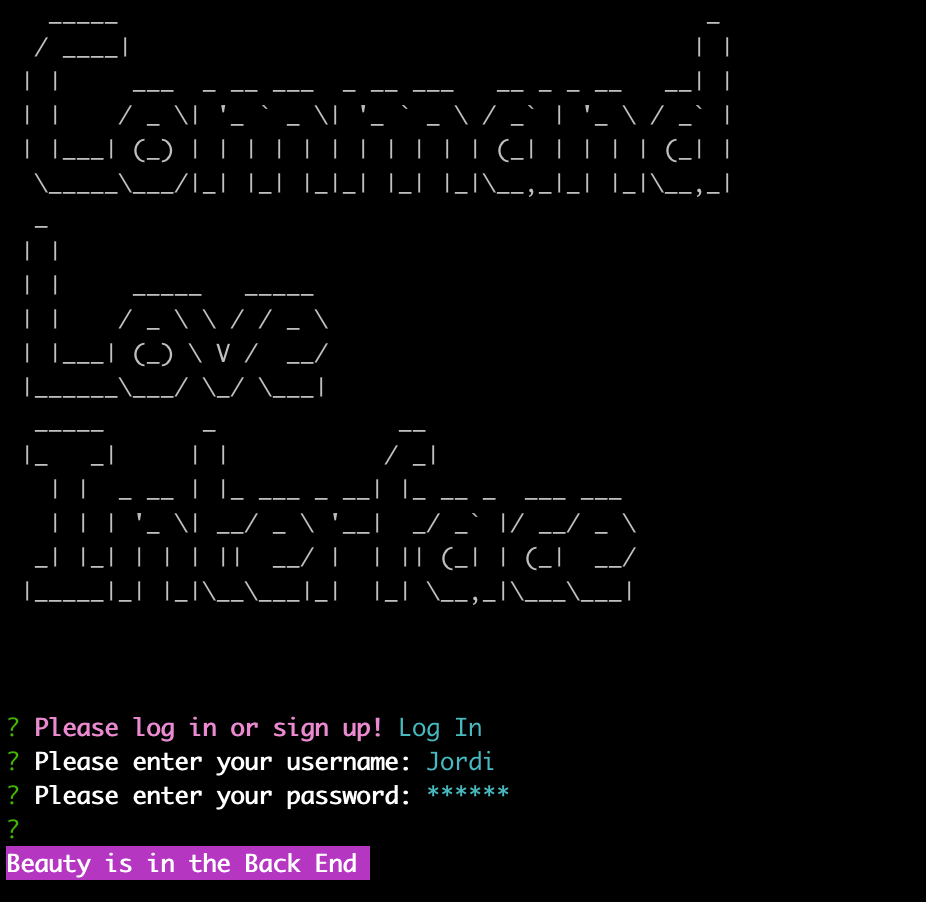 Command
Love
Interface
? Please log in or sign up! Log In
? Please enter your username: Jordi
? Please enter your password: ******
?
Beauty is in the Back End